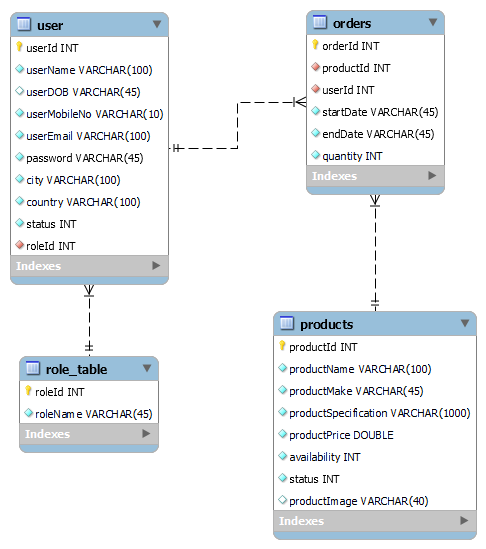 user
userId INT
userName VARCHAR(100)
userDOB VARCHAR(45)
userMobileNo VARCHAR(10)
userEmail VARCHAR(100)
password VARCHAR(45)
city VARCHAR(100)
country VARCHAR(100)
status INT
roleId INT
Indexes
orders
orderId INT
productId INT
userId INT
startDate VARCHAR(45)
endDate VARCHAR(45)
quantity INT
Indexes
role_table
roleId INT
roleName VARCHAR(45)
Indexes
products
productId INT
productName VARCHAR(100)
productMake VARCHAR(45)
productSpecification VARCHAR(1000)
productPrice DOUBLE
availability INT
status INT
productImage VARCHAR(40)
Indexes